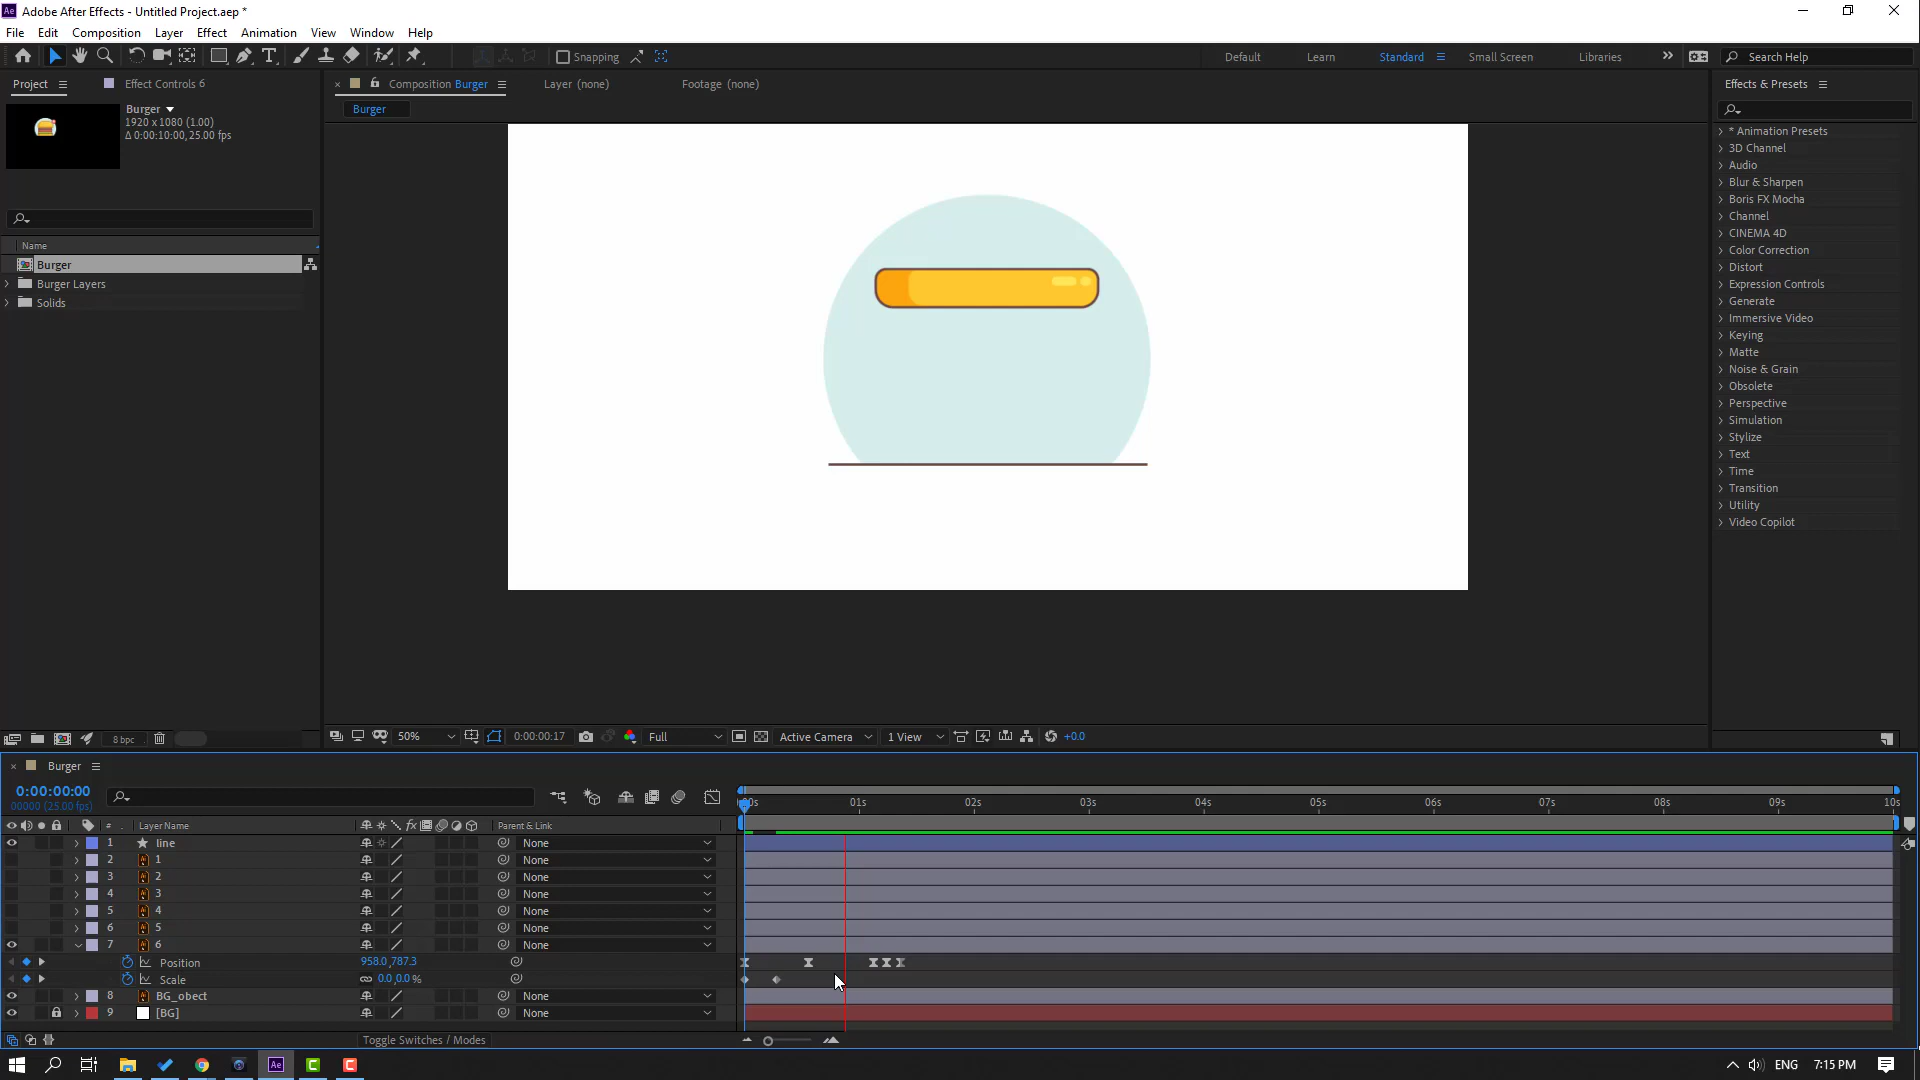 Adobe After Effects - Untitled Project.aep *
File Edit Composition Layer Effect Animation View Window Help
Snapping Default Learn Standard Small Screen Libraries Search Help
Project Effect Controls 6 Composition Burger Layer (none) Footage (none) Effects & Presets
Burger
1920 x 1080 (1.00)
Δ 0:00:10:00, 25.00 fps
Burger
Name
Burger
Burger Layers
Solids
* Animation Presets
3D Channel
Audio
Blur & Sharpen
Boris FX Mocha
Channel
CINEMA 4D
Color Correction
Distort
Expression Controls
Generate
Immersive Video
Keying
Matte
Noise & Grain
Obsolete
Perspective
Simulation
Stylize
Text
Time
Transition
Utility
Video Copilot
8 bpc 50% 0:00:00:17 Full Active Camera 1 View +0.0
Burger
0:00:00:00
00000 (25.00 fps)
00s 01s 02s 03s 04s 05s 06s 07s 08s 09s 10s
# Layer Name fx Parent & Link
1 line None
2 1 None
3 2 None
4 3 None
5 4 None
6 5 None
7 6 None
Position 958.0,787.3
Scale 0.0,0.0 %
8 BG_obect None
9 [BG] None
Toggle Switches / Modes
ENG 7:15 PM